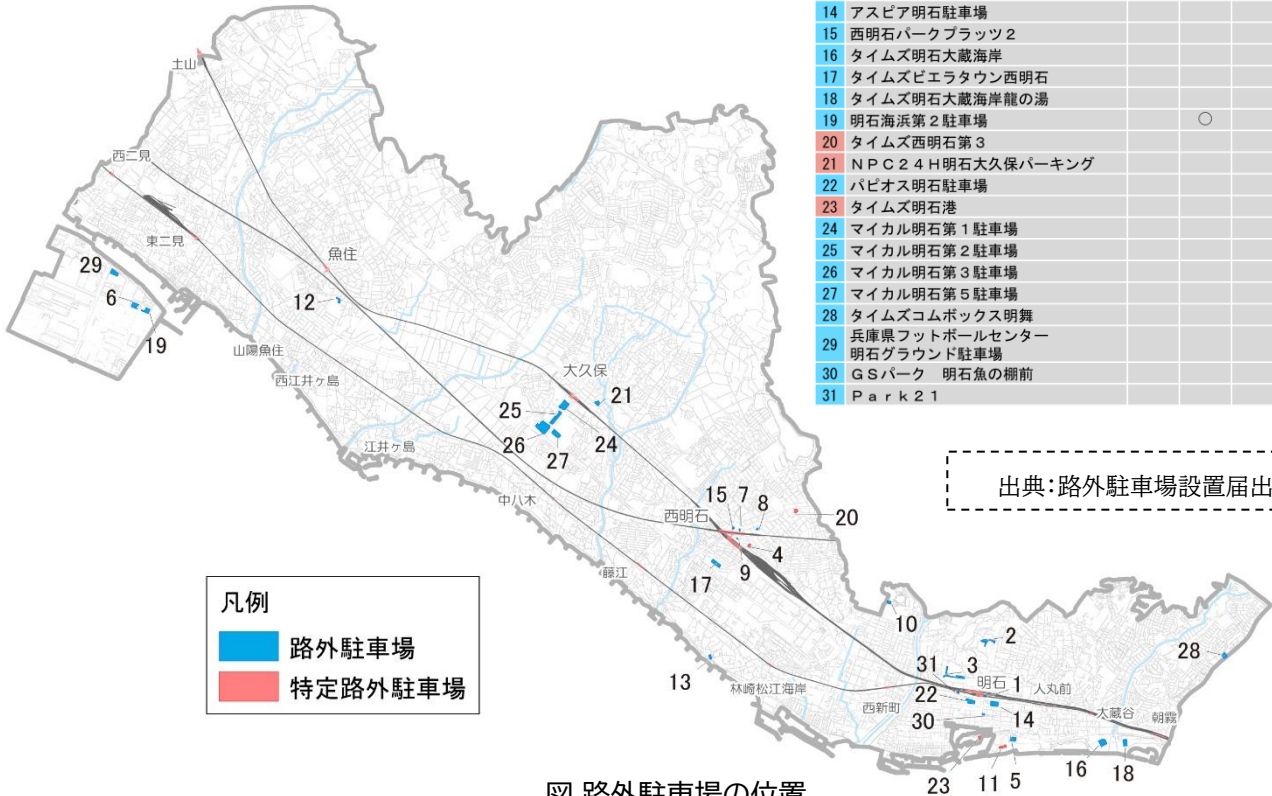 14 アスピア明石駐車場
15 西明石パークプラッツ2
16 タイムズ明石大蔵海岸
17 タイムズビエラタウン西明石
18 タイムズ明石大蔵海岸龍の湯
19 明石海浜第2駐車場 ○
20 タイムズ西明石第3
21 NPC24H明石大久保パーキング
22 パピオス明石駐車場
23 タイムズ明石港
24 マイカル明石第1駐車場
25 マイカル明石第2駐車場
26 マイカル明石第3駐車場
27 マイカル明石第5駐車場
28 タイムズコムボックス明舞
29 兵庫県フットボールセンター
明石グラウンド駐車場
30 GSパーク 明石魚の棚前
31 Park21
土山
西二見
東二見
29
6
19
魚住
12
山陽魚住
西江井ヶ島
江井ヶ島
大久保
21
25
24
26
27
中八木
出典:路外駐車場設置届出
15
7
8
20
西明石
4
9
17
藤江
凡例
路外駐車場
特定路外駐車場
10
2
28
13
林崎松江海岸
31
3
明石
1
人丸前
22
西新町
30
14
大蔵谷
朝霧
23
11
5
16
18
図 路外駐車場の位置